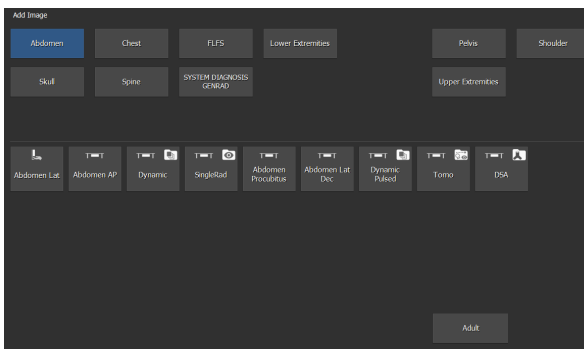 Add Image
Abdomen
Chest
FLFS
Lower Extremities
Pelvis
Shoulder
Skull
Spine
SYSTEM DIAGNOSIS
GENRAD
Upper Extremities
Abdomen Lat
Abdomen AP
Dynamic
SingleRad
Abdomen
Procubitus
Abdomen Lat
Dec
Dynamic
Pulsed
Tomo
DSA
Adult